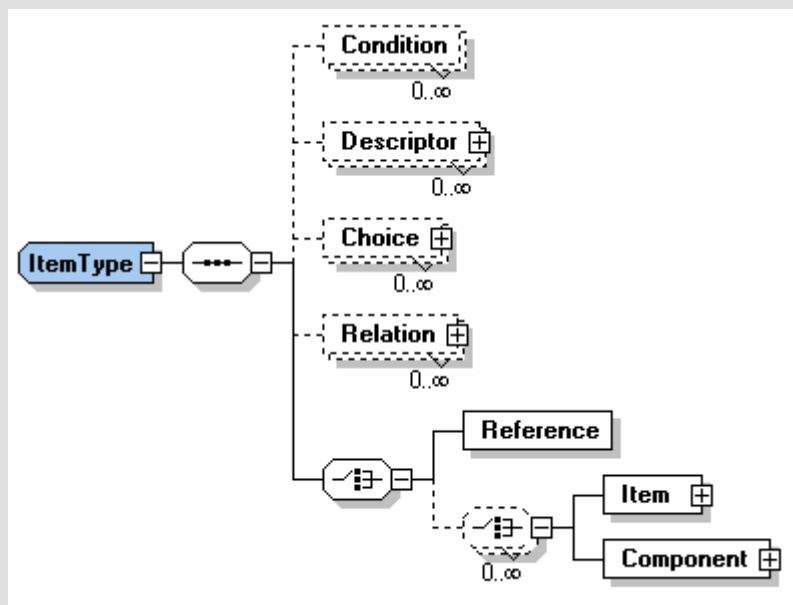 Condition
0..∞
Descriptor
0..∞
Choice
0..∞
ItemType
Relation
0..∞
Reference
Item
Component
0..∞